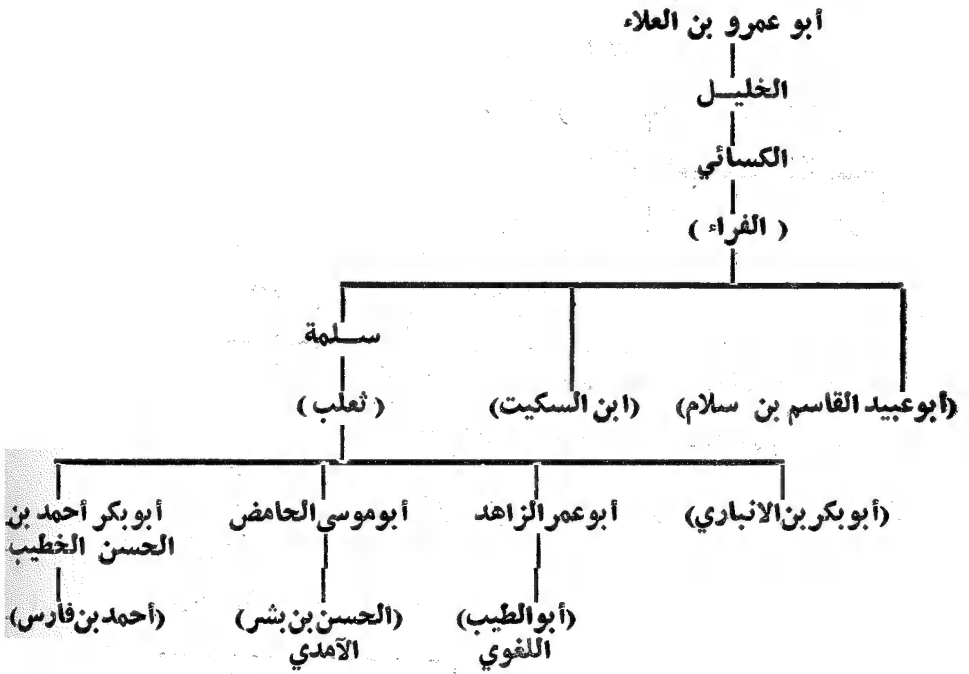 أبو عمرو بن العلاء
الخليل
الكسائي
( الفراء )
سلمة
(أبو عبيد القاسم بن سلام)
(ابن السكيت)
( ثعلب )
(أبو بكر بن الانباري)
أبو عمر الزاهد
أبو موسى الحامض
أبو بكر أحمد بن
الحسن الخطيب
(أبو الطيب)
اللغوي
(الحسن بن بشر)
الآمدي
(أحمد بن فارس)